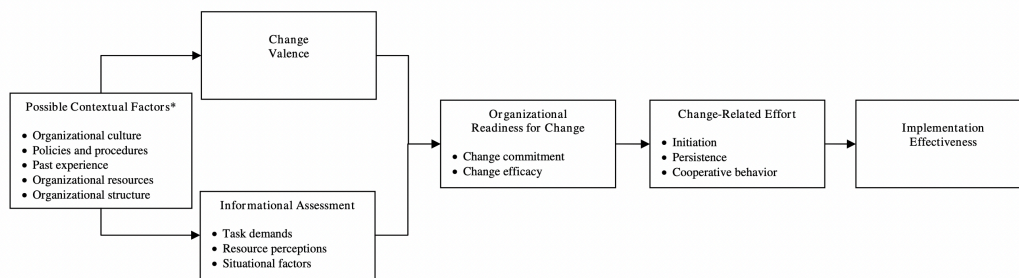 Change
Valence
Possible Contextual Factors*
• Organizational culture
• Policies and procedures
• Past experience
• Organizational resources
• Organizational structure
Informational Assessment
• Task demands
• Resource perceptions
• Situational factors
Organizational
Readiness for Change
• Change commitment
• Change efficacy
Change-Related Effort
• Initiation
• Persistence
• Cooperative behavior
Implementation
Effectiveness